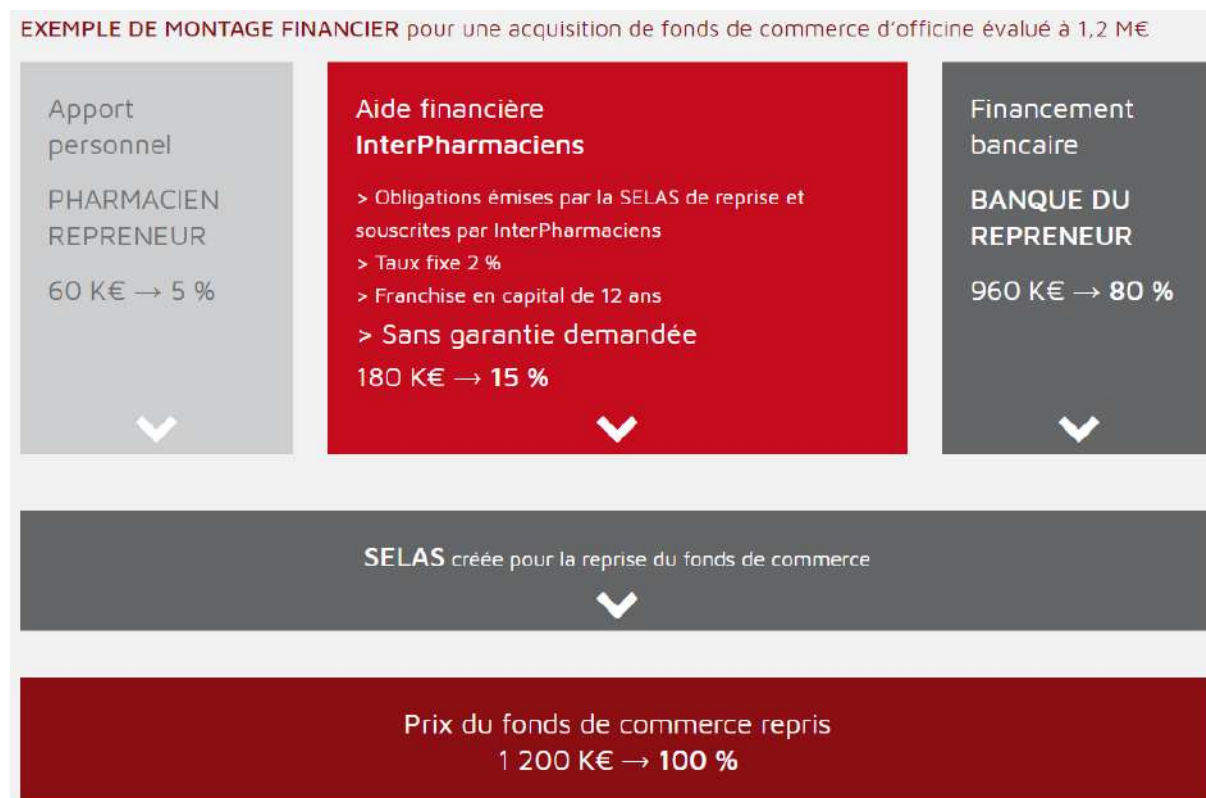 EXEMPLE DE MONTAGE FINANCIER pour une acquisition de fonds de commerce d'officine évalué à 1,2 M€
Apport
personnel
PHARMACIEN
REPRENEUR
60 K€ → 5 %
Aide financière
InterPharmaciens
> Obligations émises par la SELAS de reprise et
souscrites par InterPharmaciens
> Taux fixe 2 %
> Franchise en capital de 12 ans
> Sans garantie demandée
180 K€ → 15 %
Financement
bancaire
BANQUE DU
REPRENEUR
960 K€ → 80 %
SELAS créée pour la reprise du fonds de commerce
Prix du fonds de commerce repris
1 200 K€ → 100 %